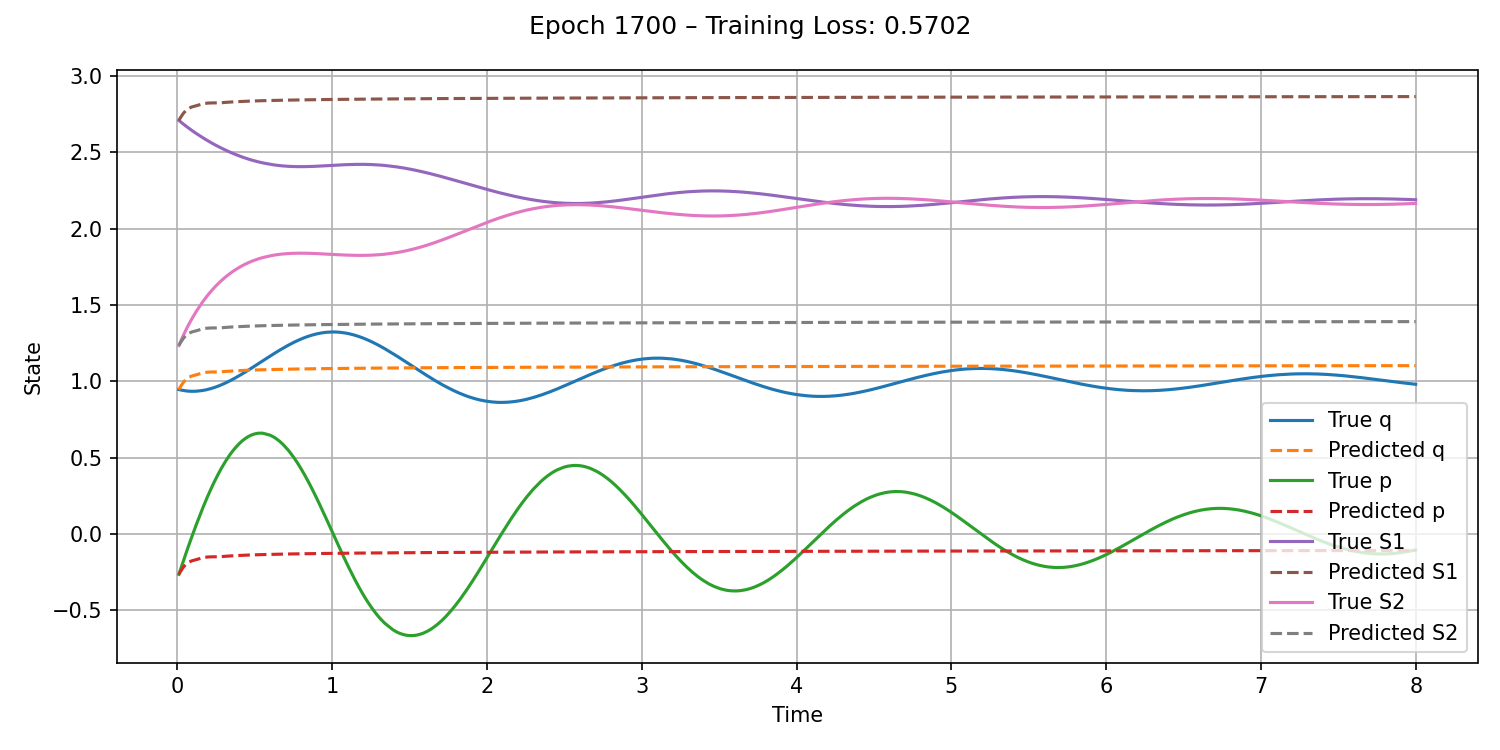 Epoch 1700 – Training Loss: 0.5702
3.0
2.5
2.0
1.5
1.0
0.5
0.0
−0.5
State
0 1 2 3 4 5 6 7 8
Time
True q
Predicted q
True p
Predicted p
True S1
Predicted S1
True S2
Predicted S2